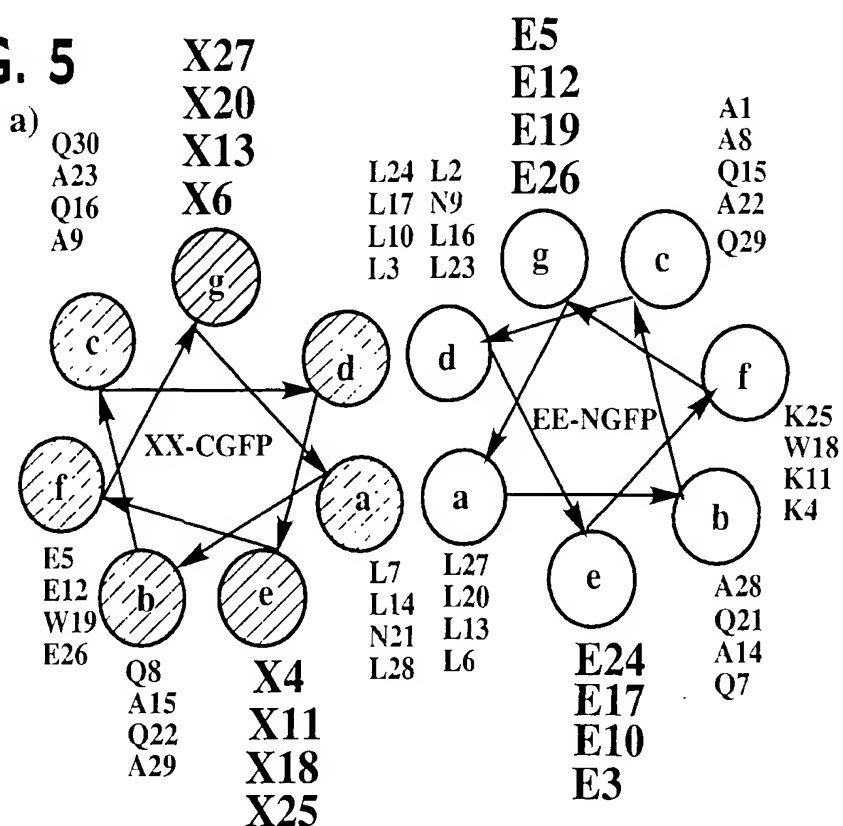 G. 5
a)
Q30
A23
Q16
A9
X27
X20
X13
X6
L24 L2
L17 N9
L10 L16
L3 L23
E5
E12
E19
E26
A1
A8
Q15
A22
Q29
g
c
d
f
a
b
e
XX-CGFP
g
c
d
f
a
b
e
EE-NGFP
K25
W18
K11
K4
E5
E12
W19
E26
Q8
A15
Q22
A29
X4
X11
X18
X25
L7
L14
N21
L28
L27
L20
L13
L6
E24
E17
E10
E3
A28
Q21
A14
Q7